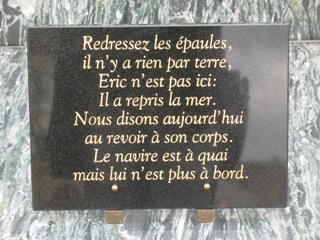 Redressez les épaules,
il n'y a rien par terre,
Eric n'est pas ici:
Il a repris la mer.
Nous disons aujourd'hui
au revoir à son corps.
Le navire est à quai
mais lui n'est plus à bord.